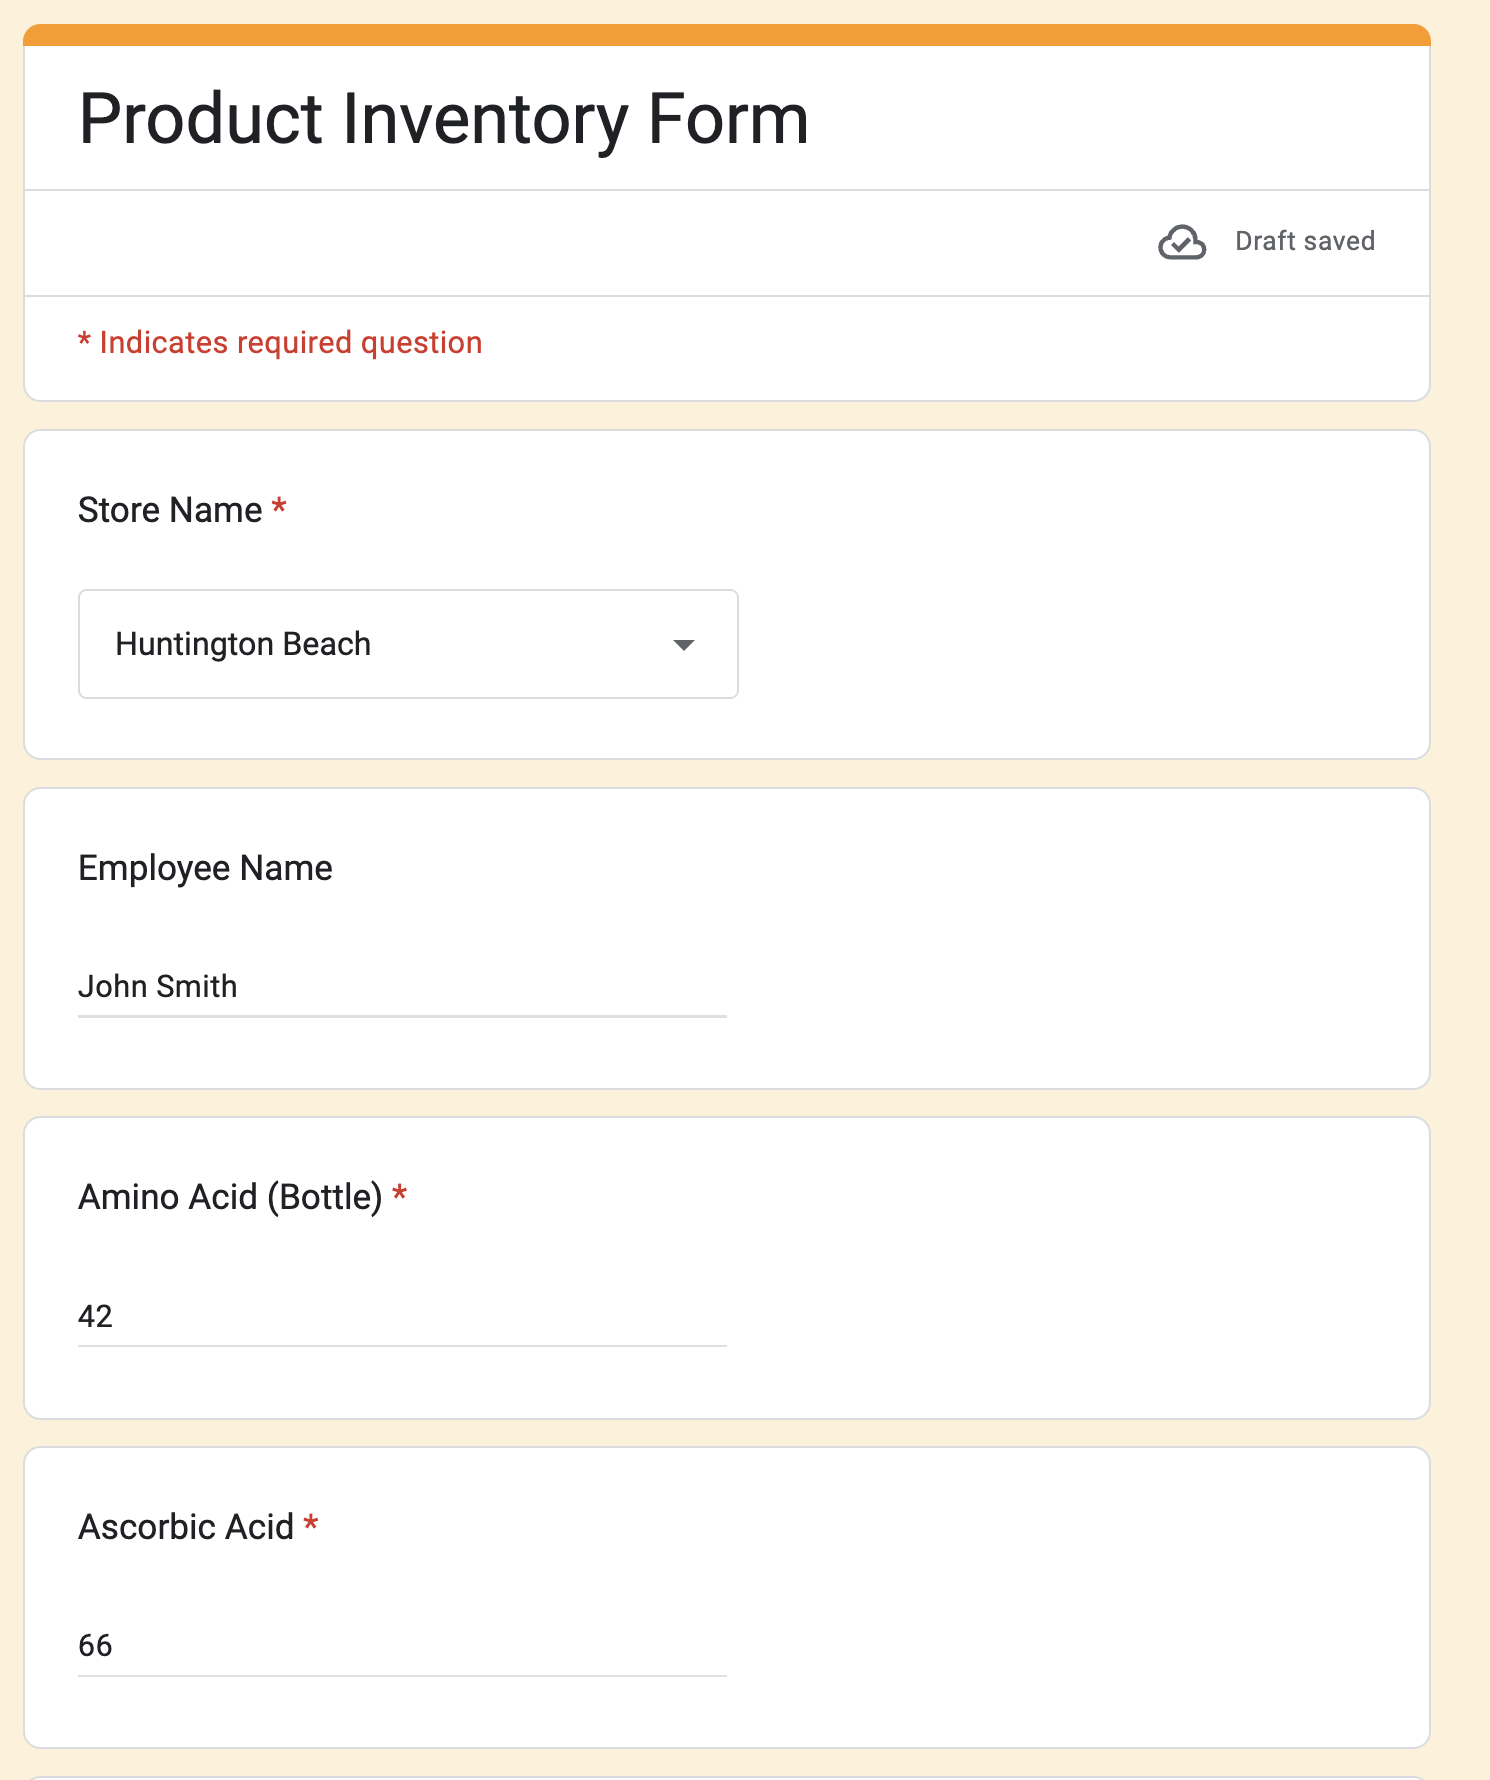 Product Inventory Form
Draft saved
* Indicates required question
Store Name *
Huntington Beach
Employee Name
John Smith
Amino Acid (Bottle) *
42
Ascorbic Acid *
66